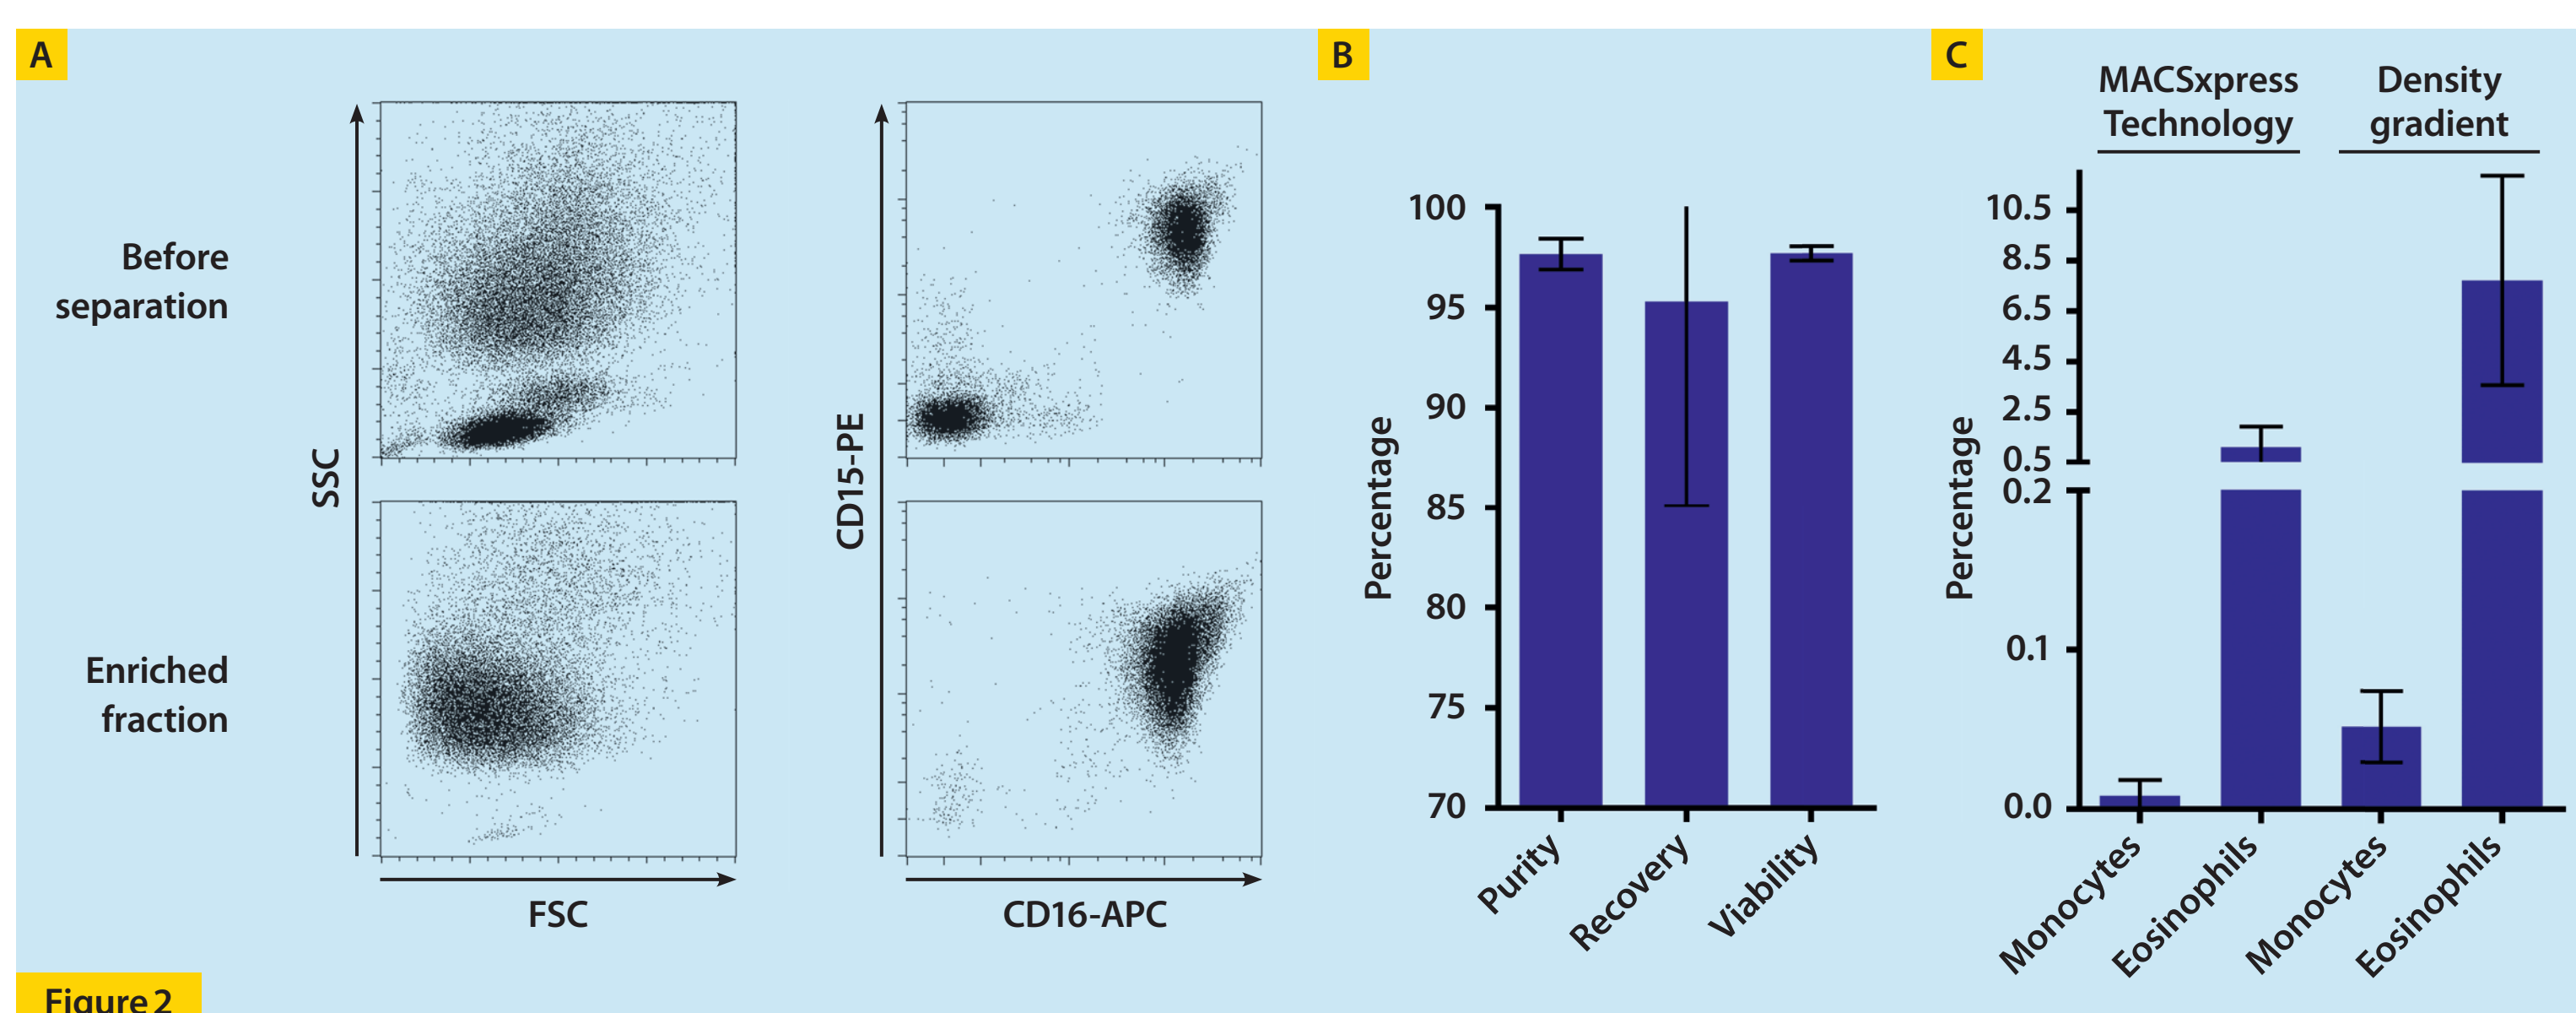 A
Before
separation
Enriched
fraction
SSC
FSC
CD15-PE
CD16-APC
B
Percentage
100
95
90
85
80
75
70
Purity
Recovery
Viability
C
MACSxpress
Technology
Density
gradient
Percentage
10.5
8.5
6.5
4.5
2.5
0.5
0.2
0.1
0.0
Monocytes
Eosinophils
Monocytes
Eosinophils
Figure 2